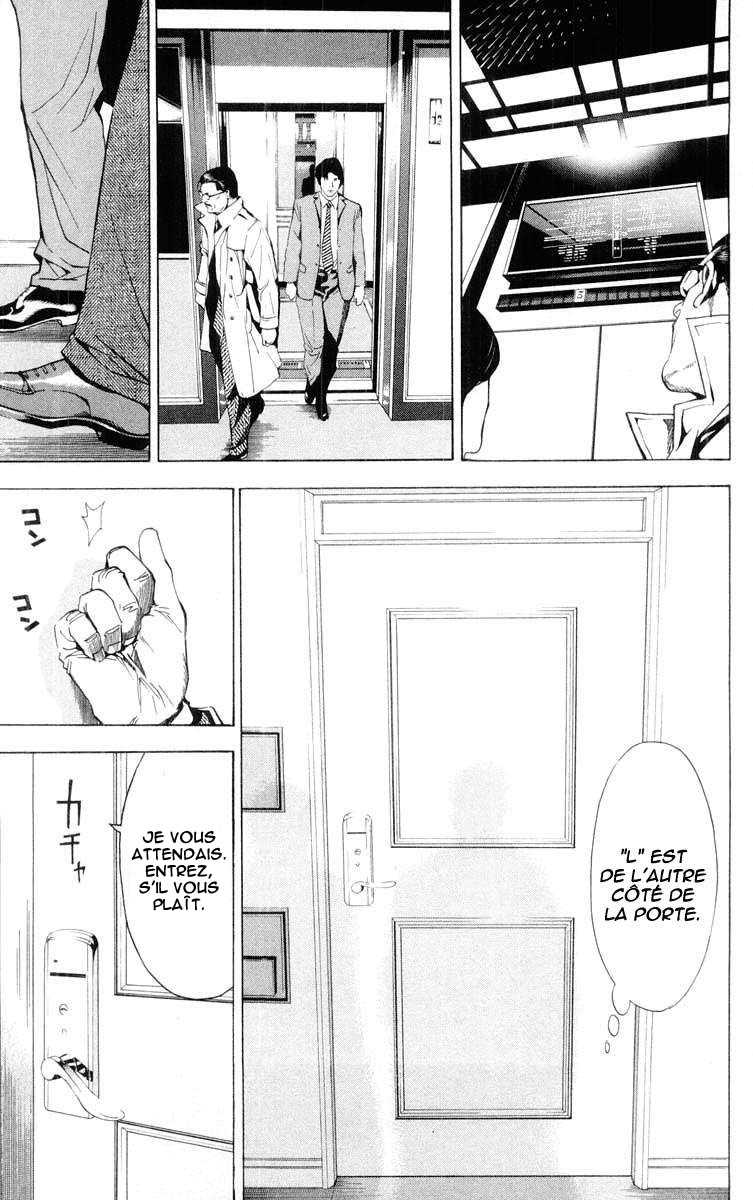 "L" EST
DE L'AUTRE
CÔTÉ DE
LA PORTE.
コン
コン
JE VOUS
ATTENDAIS.
ENTREZ,
S'IL VOUS
PLAÎT.
カチャ